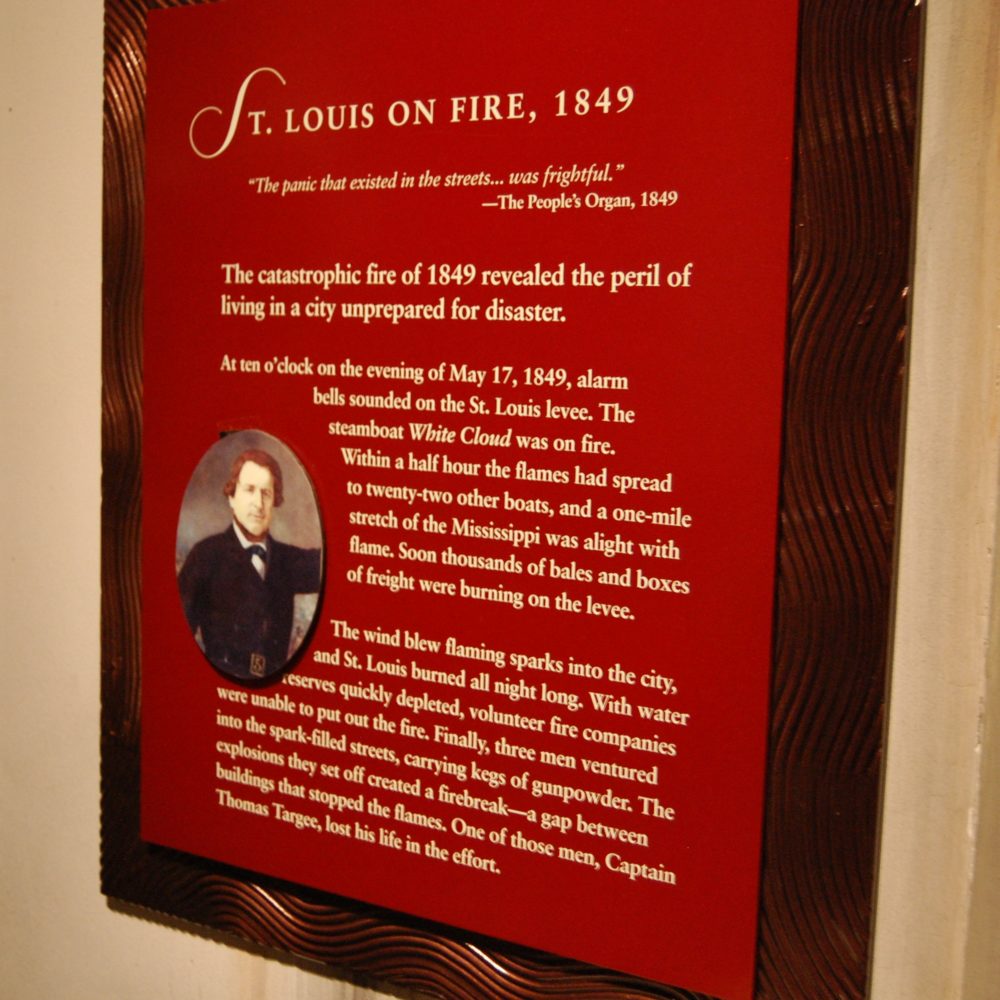 ST. LOUIS ON FIRE, 1849
“The panic that existed in the streets... was frightful.”
—The People’s Organ, 1849
The catastrophic fire of 1849 revealed the peril of
living in a city unprepared for disaster.
At ten o’clock on the evening of May 17, 1849, alarm
bells sounded on the St. Louis levee. The
steamboat White Cloud was on fire.
Within a half hour the flames had spread
to twenty-two other boats, and a one-mile
stretch of the Mississippi was alight with
flame. Soon thousands of bales and boxes
of freight were burning on the levee.
The wind blew flaming sparks into the city,
and St. Louis burned all night long. With water
reserves quickly depleted, volunteer fire companies
were unable to put out the fire. Finally, three men ventured
into the spark-filled streets, carrying kegs of gunpowder. The
explosions they set off created a firebreak—a gap between
buildings that stopped the flames. One of those men, Captain
Thomas Targee, lost his life in the effort.